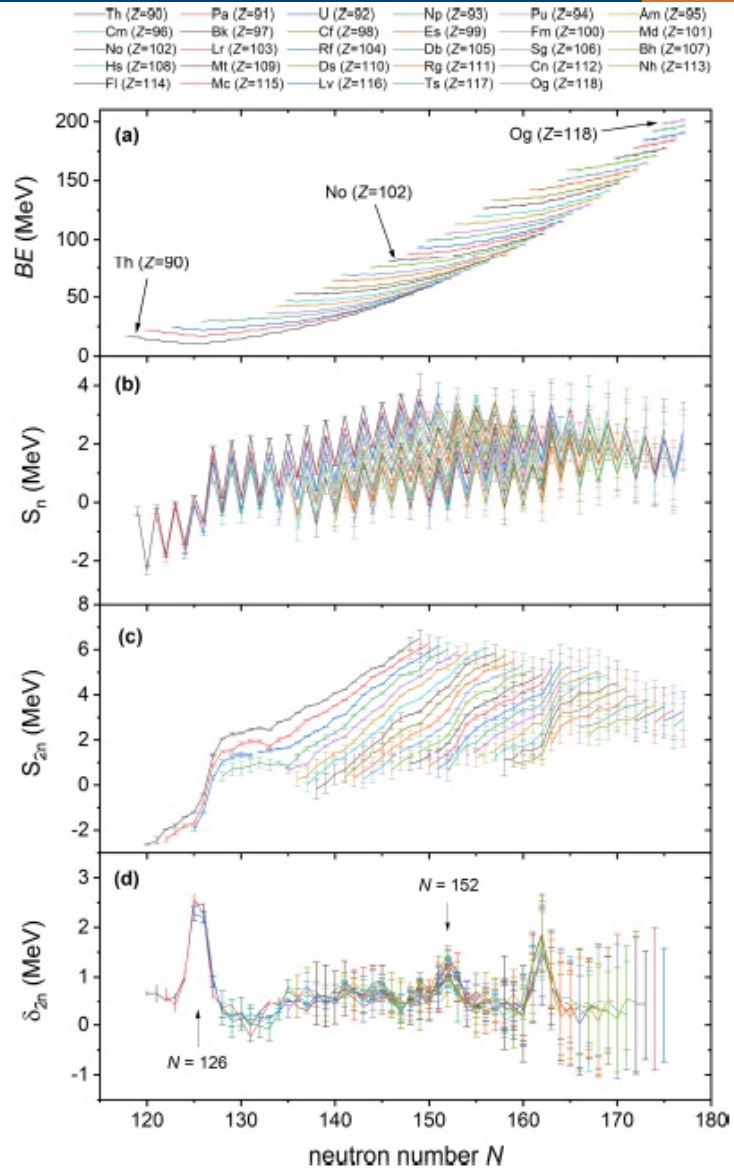 Th (Z=90) Pa (Z=91) U (Z=92) Np (Z=93) Pu (Z=94) Am (Z=95)
Cm (Z=96) Bk (Z=97) Cf (Z=98) Es (Z=99) Fm (Z=100) Md (Z=101)
No (Z=102) Lr (Z=103) Rf (Z=104) Db (Z=105) Sg (Z=106) Bh (Z=107)
Hs (Z=108) Mt (Z=109) Ds (Z=110) Rg (Z=111) Cn (Z=112) Nh (Z=113)
Fl (Z=114) Mc (Z=115) Lv (Z=116) Ts (Z=117) Og (Z=118)
(a)
Og (Z=118)
No (Z=102)
Th (Z=90)
BE (MeV)
200
150
100
50
0
(b)
Sn (MeV)
4
2
0
-2
(c)
S2n (MeV)
8
6
4
2
0
-2
(d)
N = 152
N = 126
δ2n (MeV)
3
2
1
0
-1
120 130 140 150 160 170 180
neutron number N